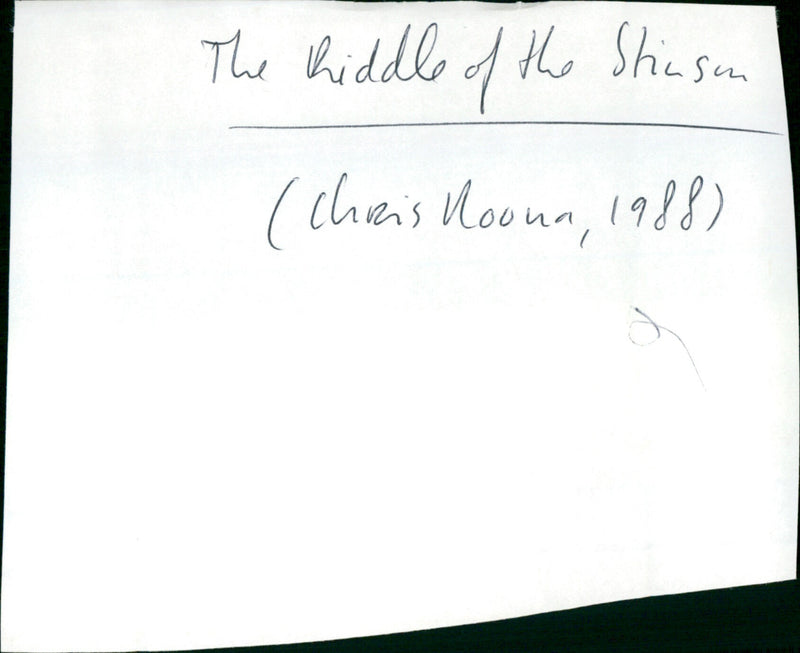 The Riddle of the Stinson
(Chris Noonan, 1988)